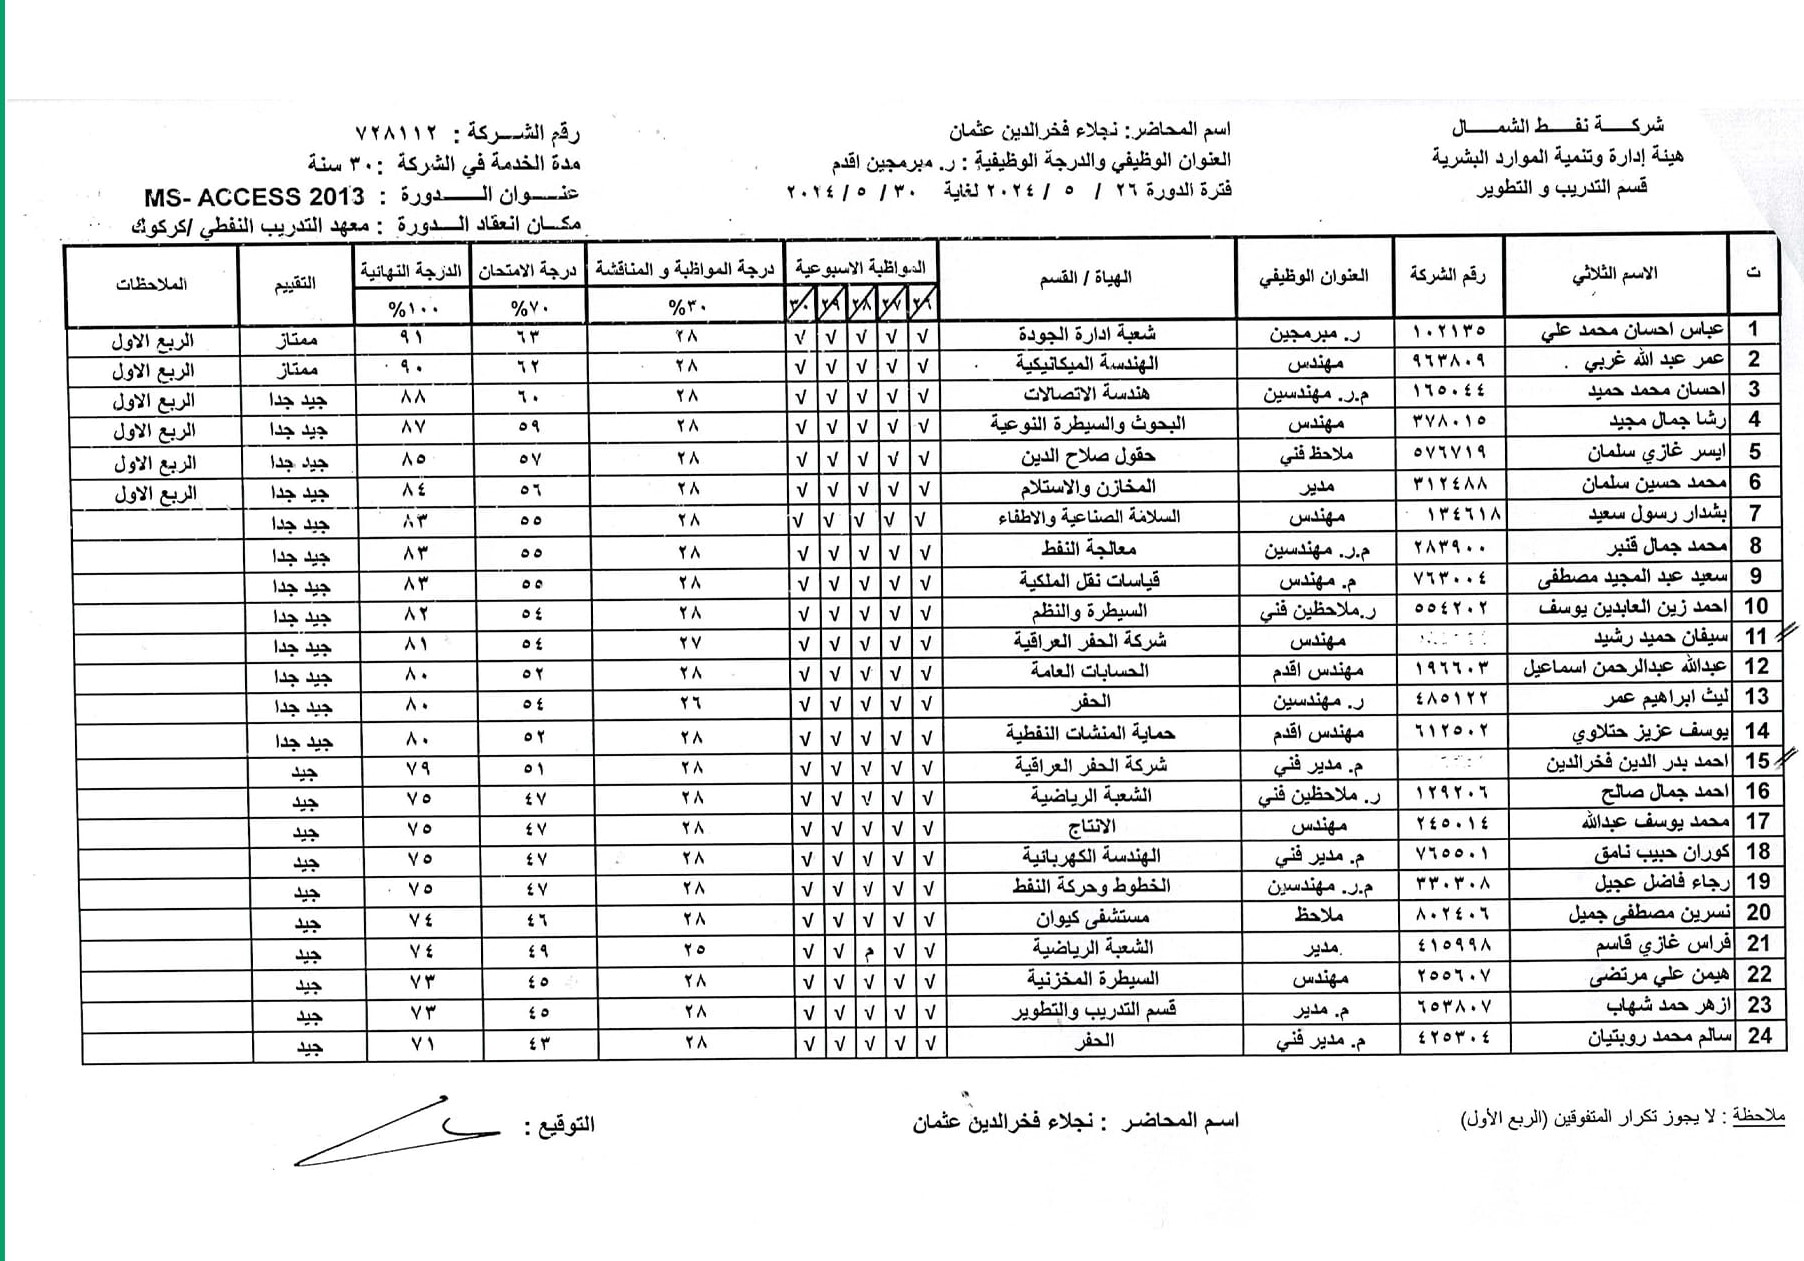 شركـــة نفـــط الشمـــال
هيئة إدارة وتنمية الموارد البشرية
قسم التدريب و التطوير
اسم المحاضر: نجلاء فخرالدين عثمان
العنوان الوظيفي والدرجة الوظيفية : ر. مبرمجين اقدم
فترة الدورة ٢٦ / ٥ / ٢٠٢٤ لغاية ٣٠ / ٥ / ٢٠٢٤
رقم الشـــركة : ٧٢٨١١٢
مدة الخدمة في الشركة : ٣٠ سنة
عنـــوان الـــــدورة : MS- ACCESS 2013
مكـان انعقاد الـــدورة : معهد التدريب النفطي /كركوك
ت الاسم الثلاثي رقم الشركة العنوان الوظيفي الهياة / القسم المواظبة الاسبوعية درجة المواظبة و المناقشة درجة الامتحان الدرجة النهائية التقييم الملاحظات
٢٦ ٢٧ ٢٨ ٢٩ ٣٠ %٣٠ %٧٠ %١٠٠
1 عباس احسان محمد علي ١٠٢١٣٥ ر. مبرمجين شعبة ادارة الجودة √ √ √ √ √ ٢٨ ٦٣ ٩١ ممتاز الربع الاول
2 عمر عبد الله غربي ٩٦٣٨٠٩ مهندس الهندسة الميكانيكية √ √ √ √ √ ٢٨ ٦٢ ٩٠ ممتاز الربع الاول
3 احسان محمد حميد ١٦٥٠٤٤ م.ر. مهندسين هندسة الاتصالات √ √ √ √ √ ٢٨ ٦٠ ٨٨ جيد جدا الربع الاول
4 رشا جمال مجيد ٣٧٨٠١٥ مهندس البحوث والسيطرة النوعية √ √ √ √ √ ٢٨ ٥٩ ٨٧ جيد جدا الربع الاول
5 ايسر غازي سلمان ٥٧٦٧١٩ ملاحظ فني حقول صلاح الدين √ √ √ √ √ ٢٨ ٥٧ ٨٥ جيد جدا الربع الاول
6 محمد حسين سلمان ٣١٢٤٨٨ مدير المخازن والاستلام √ √ √ √ √ ٢٨ ٥٦ ٨٤ جيد جدا الربع الاول
7 بشدار رسول سعيد ١٣٤٦١٨ مهندس السلامة الصناعية والاطفاء √ √ √ √ √ ٢٨ ٥٥ ٨٣ جيد جدا
8 محمد جمال قنبر ٢٨٣٩٠٠ م.ر. مهندسين معالجة النفط √ √ √ √ √ ٢٨ ٥٥ ٨٣ جيد جدا
9 سعيد عبد المجيد مصطفى ٧٦٣٠٠٤ م. مهندس قياسات نقل الملكية √ √ √ √ √ ٢٨ ٥٥ ٨٣ جيد جدا
10 احمد زين العابدين يوسف ٥٥٤٢٠٢ ر.ملاحظين فني السيطرة والنظم √ √ √ √ √ ٢٨ ٥٤ ٨٢ جيد جدا
11 سيفان حميد رشيد مهندس شركة الحفر العراقية √ √ √ √ √ ٢٧ ٥٤ ٨١ جيد جدا
12 عبدالله عبدالرحمن اسماعيل ١٩٦٦٠٣ مهندس اقدم الحسابات العامة √ √ √ √ √ ٢٨ ٥٢ ٨٠ جيد جدا
13 ليث ابراهيم عمر ٤٨٥١٢٢ ر. مهندسين الحفر √ √ √ √ √ ٢٦ ٥٤ ٨٠ جيد جدا
14 يوسف عزيز حتلاوي ٦١٢٥٠٢ مهندس اقدم حماية المنشات النفطية √ √ √ √ √ ٢٨ ٥٢ ٨٠ جيد جدا
15 احمد بدر الدين فخرالدين م. مدير فني شركة الحفر العراقية √ √ √ √ √ ٢٨ ٥١ ٧٩ جيد
16 احمد جمال صالح ١٢٩٢٠٦ ر. ملاحظين فني الشعبة الرياضية √ √ √ √ √ ٢٨ ٤٧ ٧٥ جيد
17 محمد يوسف عبدالله ٢٤٥٠١٤ مهندس الانتاج √ √ √ √ √ ٢٨ ٤٧ ٧٥ جيد
18 كوران حبيب نامق ٧٦٥٥٠١ م. مدير فني الهندسة الكهربائية √ √ √ √ √ ٢٨ ٤٧ ٧٥ جيد
19 رجاء فاضل عجيل ٣٣٠٣٠٨ م.ر. مهندسين الخطوط وحركة النفط √ √ √ √ √ ٢٨ ٤٧ ٧٥ جيد
20 نسرين مصطفى جميل ٨٠٢٤٠٦ ملاحظ مستشفى كيوان √ √ √ √ √ ٢٨ ٤٦ ٧٤ جيد
21 فراس غازي قاسم ٤١٥٩٩٨ مدير الشعبة الرياضية √ √ م √ √ ٢٥ ٤٩ ٧٤ جيد
22 هيمن علي مرتضى ٢٥٥٦٠٧ مهندس السيطرة المخزنية √ √ √ √ √ ٢٨ ٤٥ ٧٣ جيد
23 ازهر حمد شهاب ٦٥٣٨٠٧ م. مدير قسم التدريب والتطوير √ √ √ √ √ ٢٨ ٤٥ ٧٣ جيد
24 سالم محمد روبتيان ٤٢٥٣٠٤ م. مدير فني الحفر √ √ √ √ √ ٢٨ ٤٣ ٧١ جيد
ملاحظة : لا يجوز تكرار المتفوقين (الربع الأول)
اسم المحاضر : نجلاء فخرالدين عثمان
التوقيع :